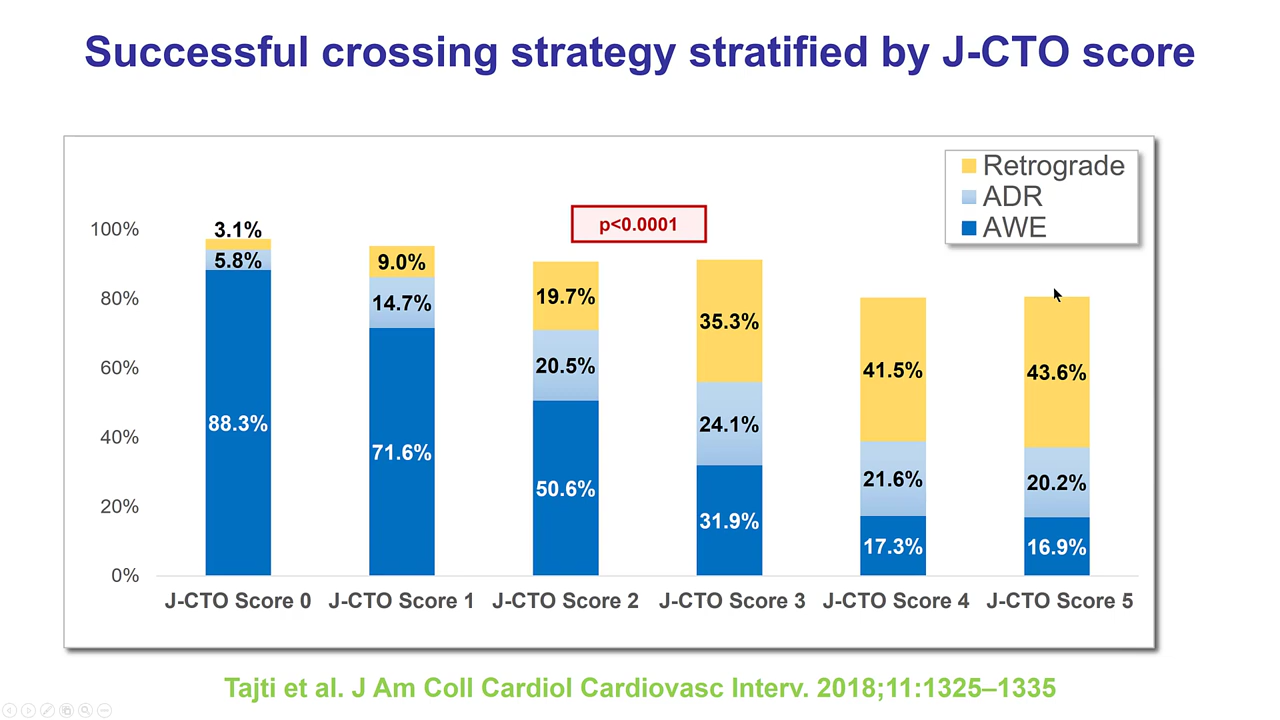 Successful crossing strategy stratified by J-CTO score
Retrograde
ADR
AWE
p<0.0001
100%
80%
60%
40%
20%
0%
3.1%
5.8%
88.3%
9.0%
14.7%
71.6%
19.7%
20.5%
50.6%
35.3%
24.1%
31.9%
41.5%
21.6%
17.3%
43.6%
20.2%
16.9%
J-CTO Score 0
J-CTO Score 1
J-CTO Score 2
J-CTO Score 3
J-CTO Score 4
J-CTO Score 5
Tajti et al. J Am Coll Cardiol Cardiovasc Interv. 2018;11:1325–1335